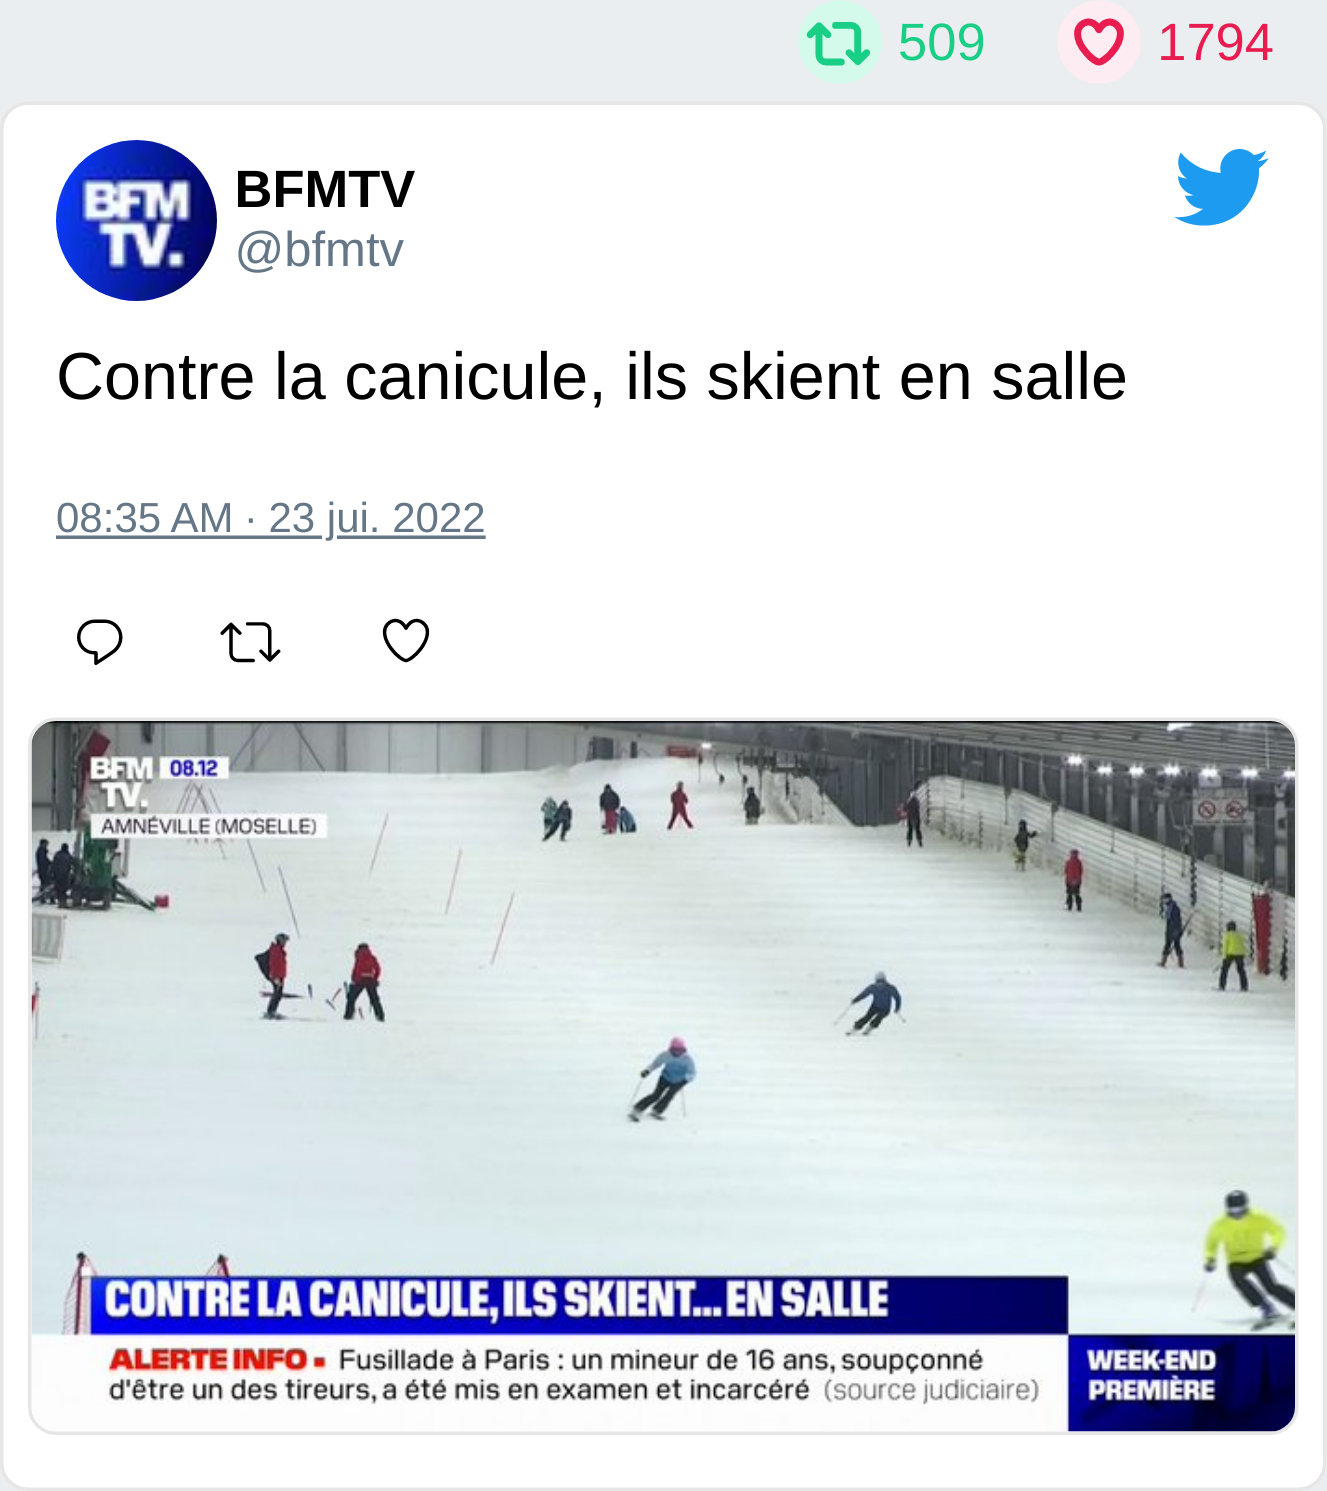 509 1794
BFM
TV.
BFMTV
@bfmtv
Contre la canicule, ils skient en salle
08:35 AM · 23 jui. 2022
BFM 08.12
TV.
AMNÉVILLE (MOSELLE)
CONTRE LA CANICULE, ILS SKIENT... EN SALLE
ALERTE INFO ▪ Fusillade à Paris : un mineur de 16 ans, soupçonné
d'être un des tireurs, a été mis en examen et incarcéré (source judiciaire)
WEEK-END
PREMIÈRE